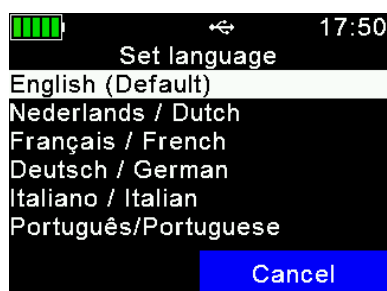 17:50
Set language
English (Default)
Nederlands / Dutch
Français / French
Deutsch / German
Italiano / Italian
Português/Portuguese
Cancel